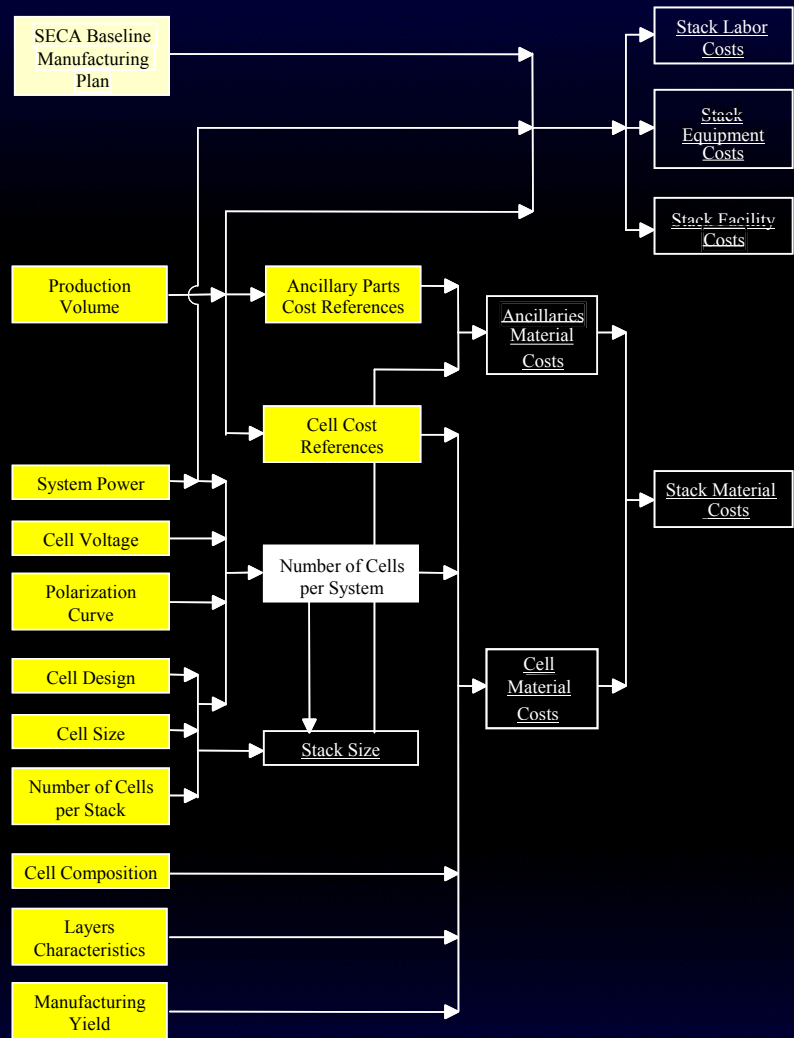 SECA Baseline
Manufacturing
Plan
Stack Labor
Costs
Stack
Equipment
Costs
Stack Facility
Costs
Production
Volume
Ancillary Parts
Cost References
Ancillaries
Material
Costs
Cell Cost
References
System Power
Stack Material
Costs
Cell Voltage
Number of Cells
per System
Polarization
Curve
Cell Design
Cell
Material
Costs
Cell Size
Stack Size
Number of Cells
per Stack
Cell Composition
Layers
Characteristics
Manufacturing
Yield